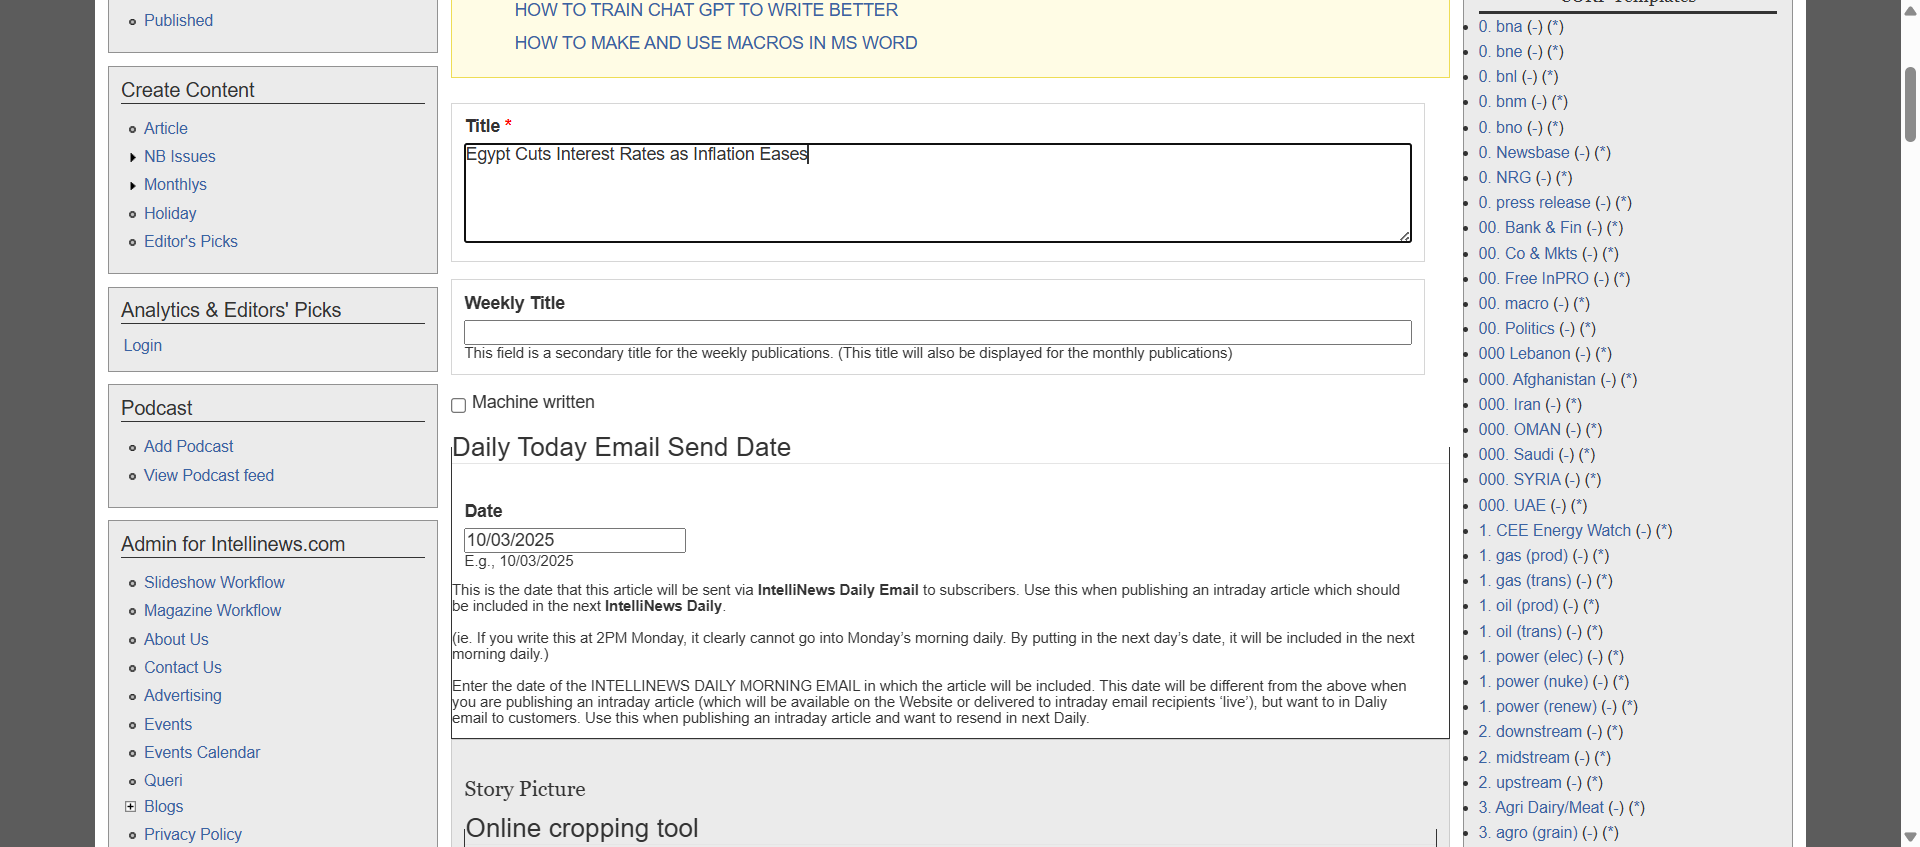 Published
Create Content
Article
NB Issues
Monthlys
Holiday
Editor's Picks
Analytics & Editors' Picks
Login
Podcast
Add Podcast
View Podcast feed
Admin for Intellinews.com
Slideshow Workflow
Magazine Workflow
About Us
Contact Us
Advertising
Events
Events Calendar
Queri
Blogs
Privacy Policy
HOW TO TRAIN CHAT GPT TO WRITE BETTER
HOW TO MAKE AND USE MACROS IN MS WORD
Title *
Egypt Cuts Interest Rates as Inflation Eases
Weekly Title
This field is a secondary title for the weekly publications. (This title will also be displayed for the monthly publications)
Machine written
Daily Today Email Send Date
Date
10/03/2025
E.g., 10/03/2025
This is the date that this article will be sent via IntelliNews Daily Email to subscribers. Use this when publishing an intraday article which should
be included in the next IntelliNews Daily.
(ie. If you write this at 2PM Monday, it clearly cannot go into Monday's morning daily. By putting in the next day's date, it will be included in the next
morning daily.)
Enter the date of the INTELLINEWS DAILY MORNING EMAIL in which the article will be included. This date will be different from the above when
you are publishing an intraday article (which will be available on the Website or delivered to intraday email recipients ‘live’), but want to in Daliy
email to customers. Use this when publishing an intraday article and want to resend in next Daily.
Story Picture
Online cropping tool
0. bna (-) (*)
0. bne (-) (*)
0. bnl (-) (*)
0. bnm (-) (*)
0. bno (-) (*)
0. Newsbase (-) (*)
0. NRG (-) (*)
0. press release (-) (*)
00. Bank & Fin (-) (*)
00. Co & Mkts (-) (*)
00. Free InPRO (-) (*)
00. macro (-) (*)
00. Politics (-) (*)
000 Lebanon (-) (*)
000. Afghanistan (-) (*)
000. Iran (-) (*)
000. OMAN (-) (*)
000. Saudi (-) (*)
000. SYRIA (-) (*)
000. UAE (-) (*)
1. CEE Energy Watch (-) (*)
1. gas (prod) (-) (*)
1. gas (trans) (-) (*)
1. oil (prod) (-) (*)
1. oil (trans) (-) (*)
1. power (elec) (-) (*)
1. power (nuke) (-) (*)
1. power (renew) (-) (*)
2. downstream (-) (*)
2. midstream (-) (*)
2. upstream (-) (*)
3. Agri Dairy/Meat (-) (*)
3. agro (grain) (-) (*)